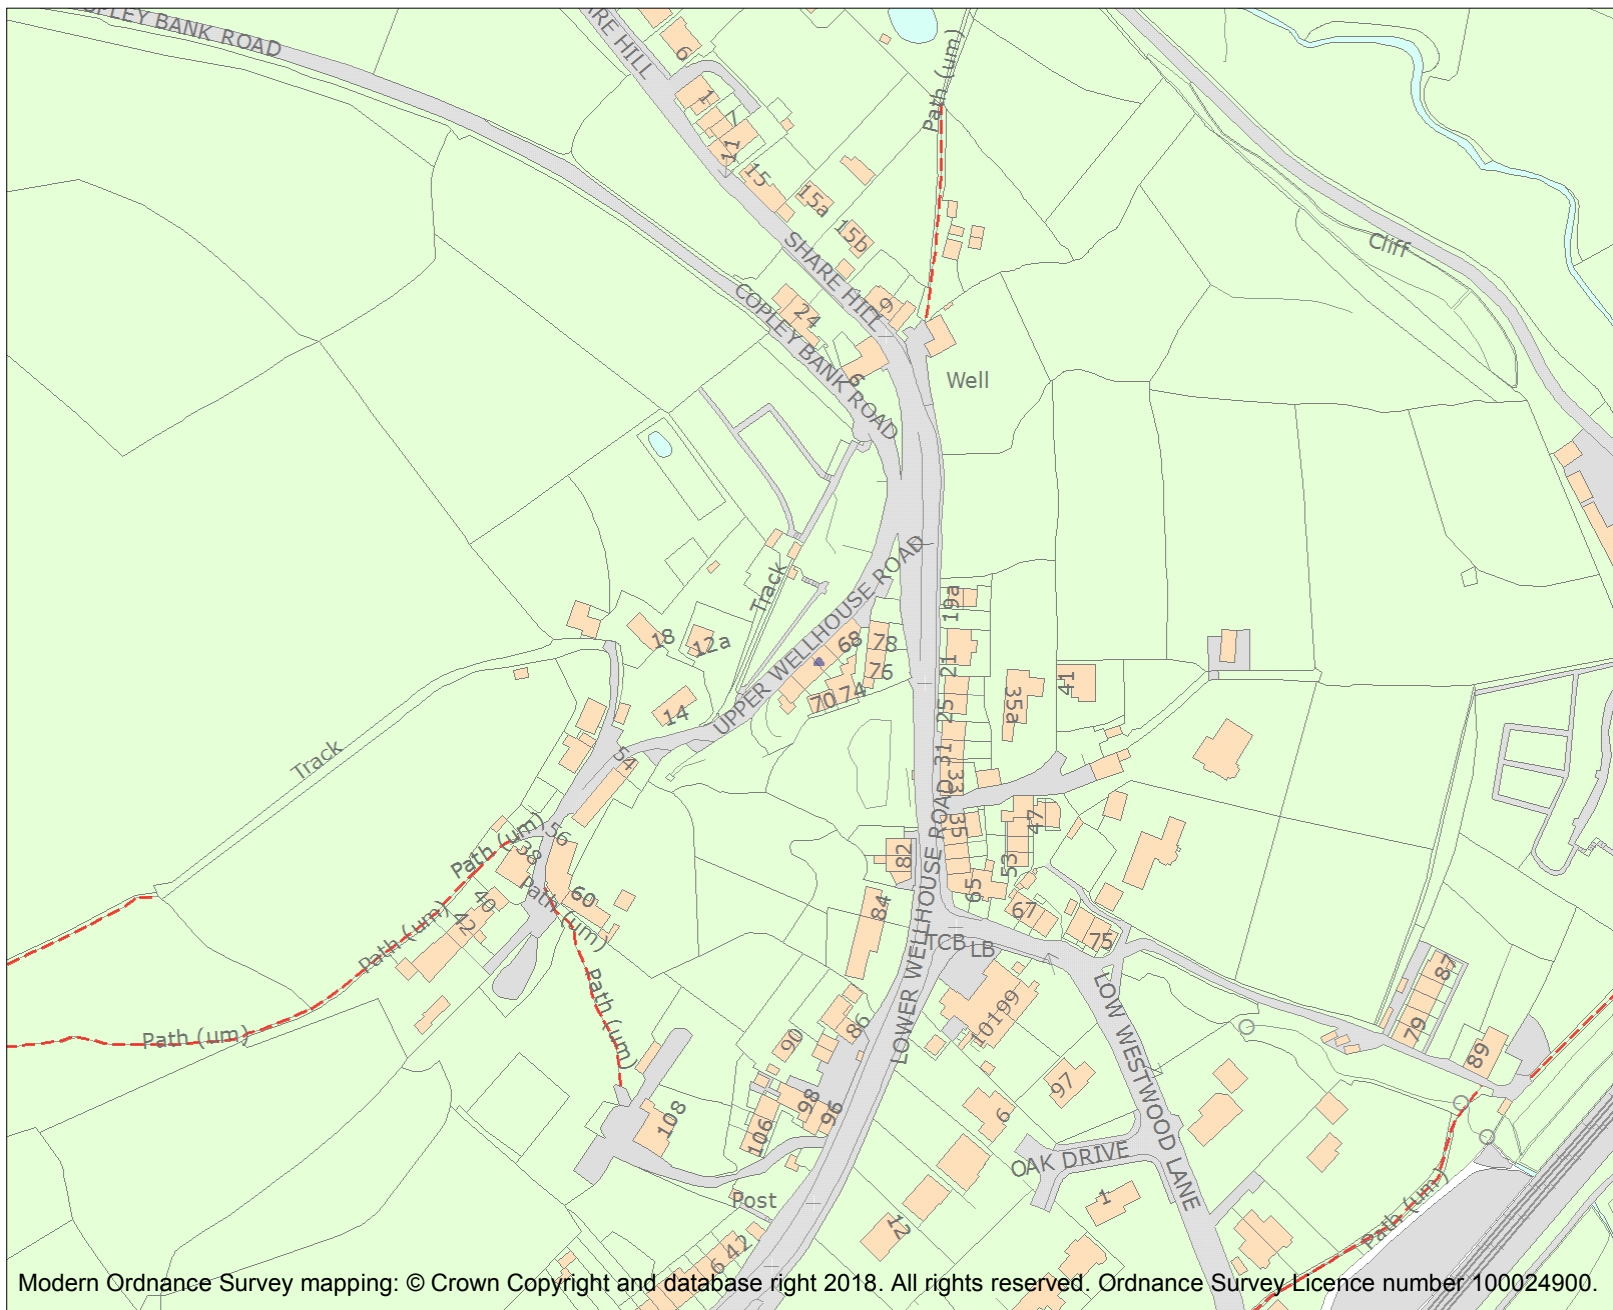 OPLEY BANK ROAD
ARE HILL
6
1
7
11
15
15a
15b
Path (um)
SHARE HILL
9
Cliff
COPLEY BANK ROAD
24
6
Well
Track
UPPER WELLHOUSE ROAD
19a
18
12a
68
78
76
21
70 74
14
25
35a
41
Track
54
31
33
35
47
Path (um)
56
38
82
53
60
Path (um)
40
42
Path (um)
84
65
67
75
TCB LB
LOWER WELLHOUSE ROAD
87
79
89
Path (um)
Path (um)
90
86
101
99
LOW WESTWOOD LANE
97
108
98
96
106
6
OAK DRIVE
1
Post
12
42
6
Path (um)
Modern Ordnance Survey mapping: © Crown Copyright and database right 2018. All rights reserved. Ordnance Survey Licence number 100024900.